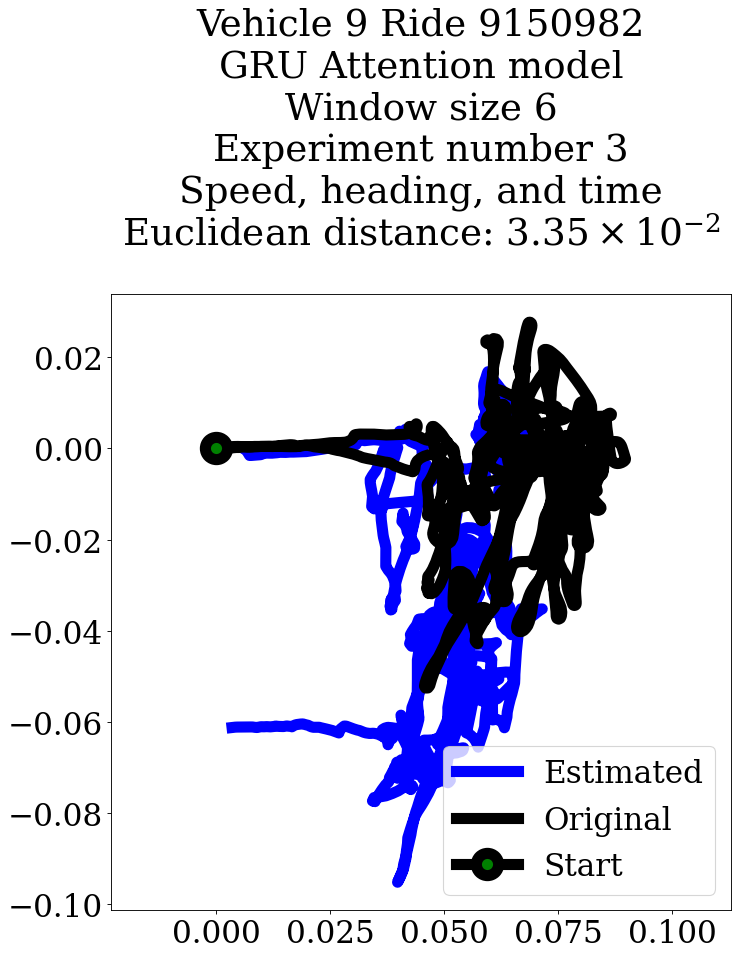 Vehicle 9 Ride 9150982
GRU Attention model
Window size 6
Experiment number 3
Speed, heading, and time
Euclidean distance: 3.35 × 10⁻²
0.02
0.00
−0.02
−0.04
−0.06
−0.08
−0.10
Estimated
Original
Start
0.000 0.025 0.050 0.075 0.100